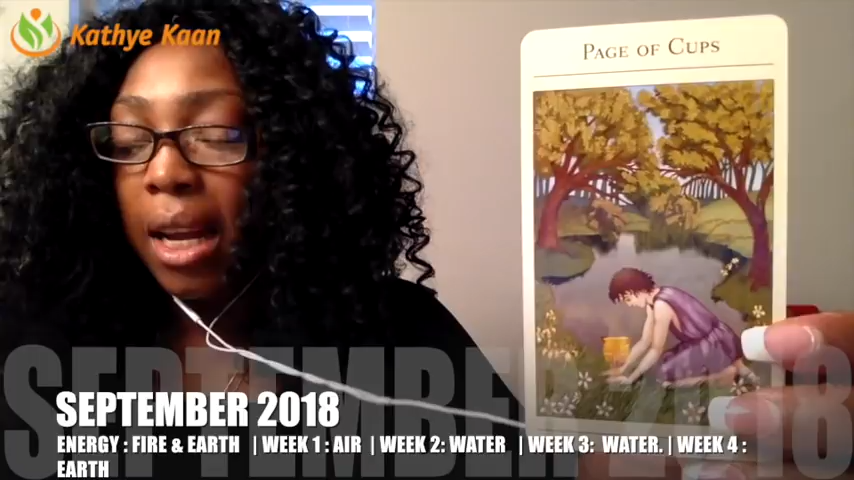 Kathye Kaan
PAGE OF CUPS
SEPTEMBER 2018
SEPTEMBER 2018
ENERGY : FIRE & EARTH | WEEK 1 : AIR | WEEK 2: WATER | WEEK 3: WATER. | WEEK 4 :
EARTH